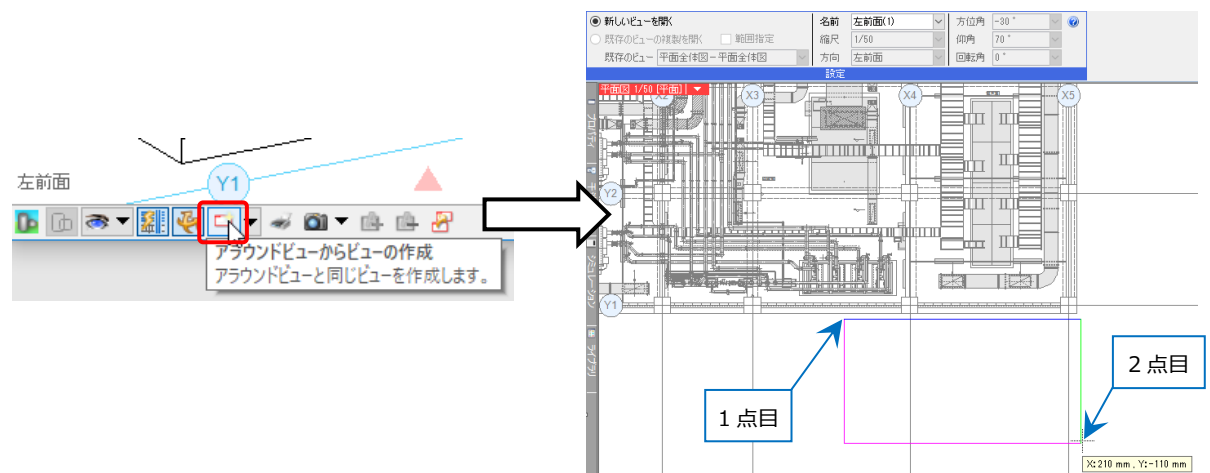 左前面
Y1
アラウンドビューからビューの作成
アラウンドビューと同じビューを作成します。
新しいビューを開く
既存のビューの複製を開く
範囲指定
既存のビュー 平面全体図－平面全体図
名前 左前面(1)
縮尺 1/50
方向 左前面
方位角 -30 °
仰角 70 °
回転角 0 °
設定
平面図 1/50 [平面]
X2
X3
X4
X5
プロパティ
Y2
Y1
ライブラリ
1点目
2点目
X: 210 mm , Y:-110 mm